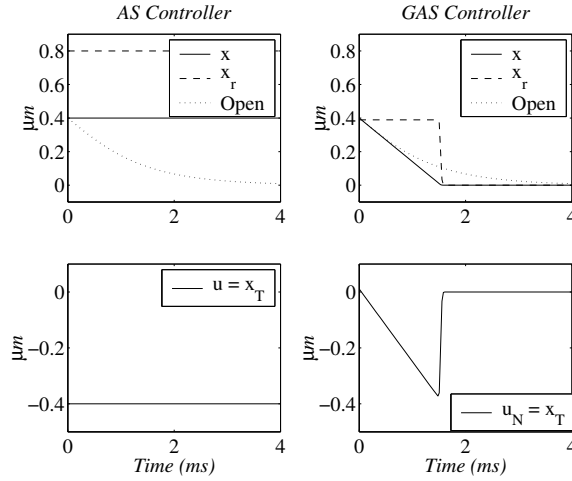 AS Controller
GAS Controller
μm
0.8
0.6
0.4
0.2
0
x
x_r
Open
0
2
4
μm
0.8
0.6
0.4
0.2
0
x
x_r
Open
0
2
4
μm
0
−0.2
−0.4
u = x_T
0
2
4
Time (ms)
μm
0
−0.2
−0.4
u_N = x_T
0
2
4
Time (ms)